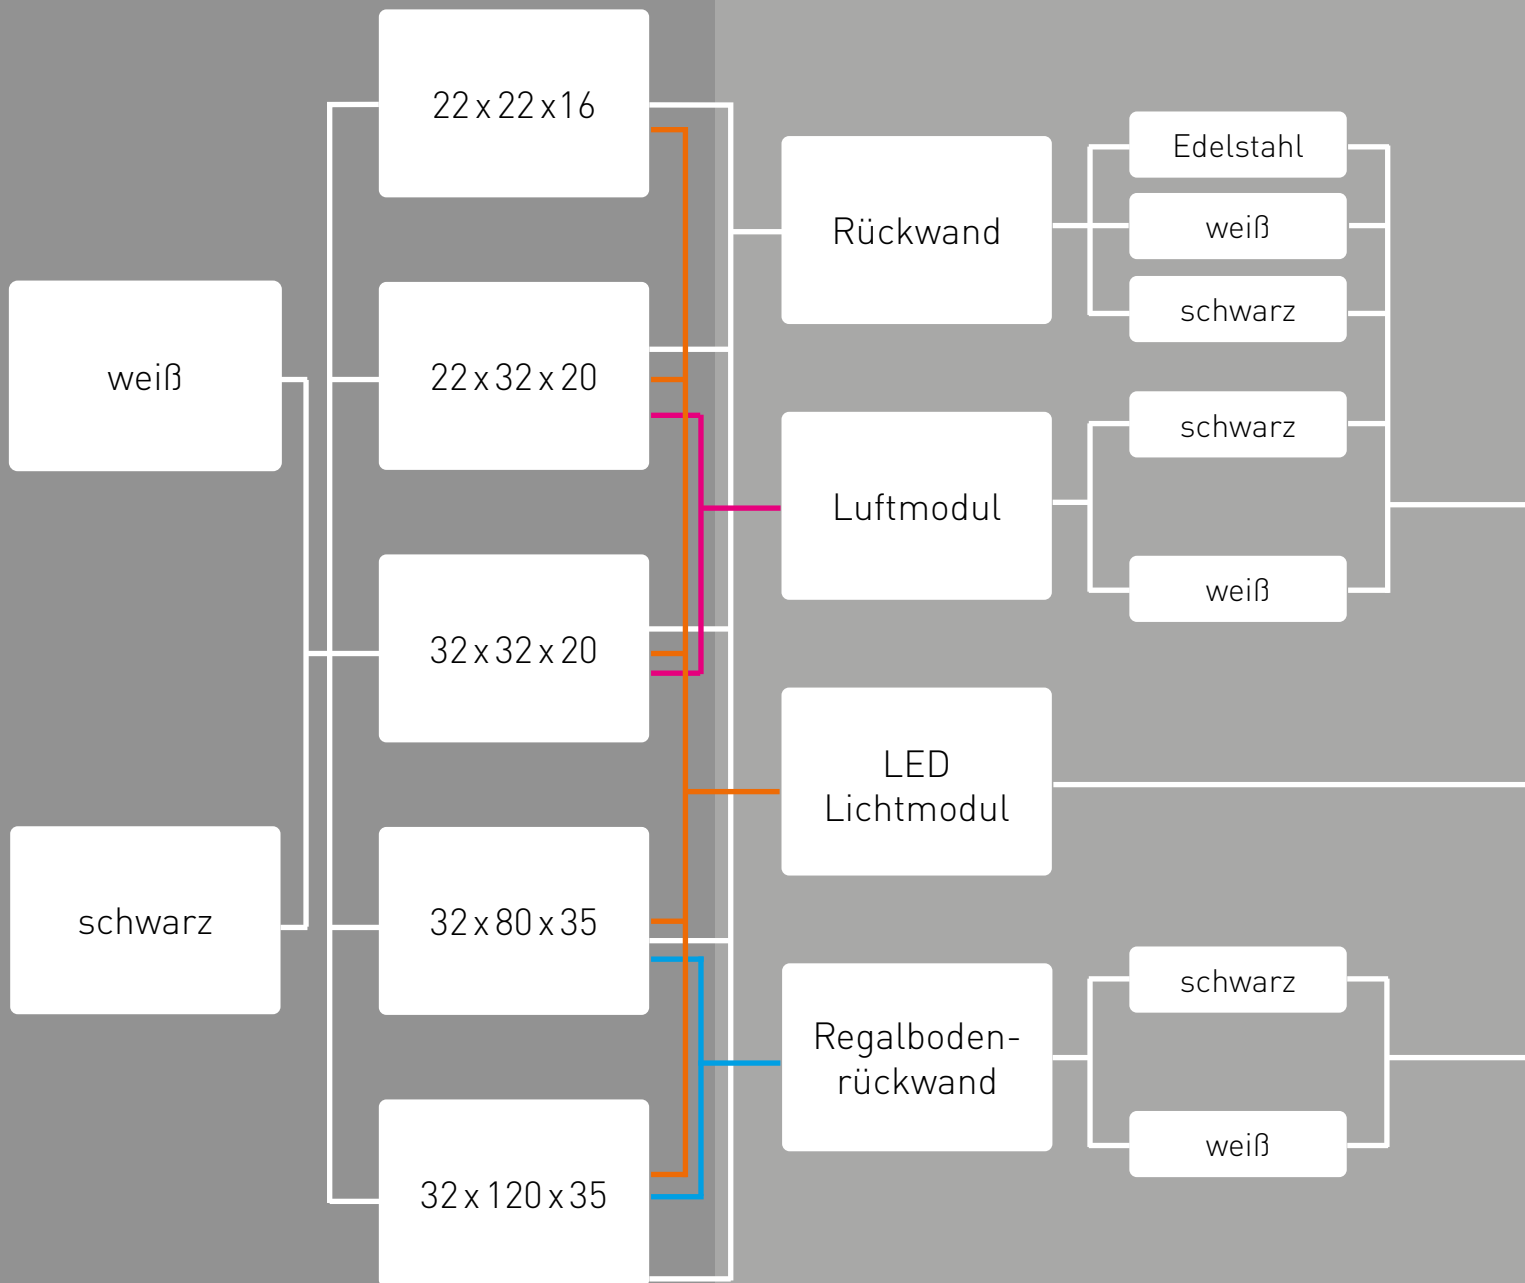 weiß
schwarz
22 x 22 x 16
22 x 32 x 20
32 x 32 x 20
32 x 80 x 35
32 x 120 x 35
Rückwand
Luftmodul
LED
Lichtmodul
Regalboden-
rückwand
Edelstahl
weiß
schwarz
schwarz
weiß
schwarz
weiß